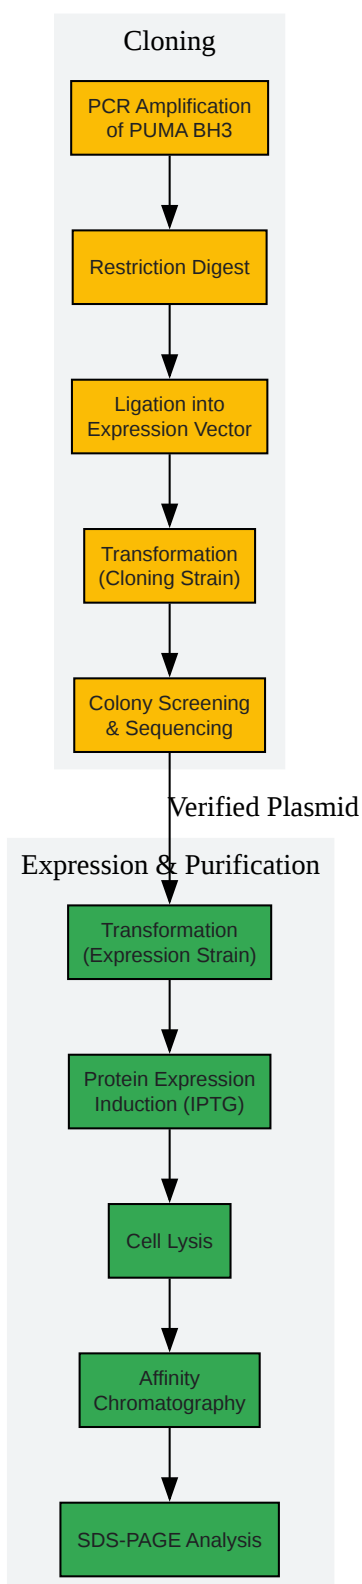 Cloning
PCR Amplification
of PUMA BH3
Restriction Digest
Ligation into
Expression Vector
Transformation
(Cloning Strain)
Colony Screening
& Sequencing
Verified Plasmid
Expression & Purification
Transformation
(Expression Strain)
Protein Expression
Induction (IPTG)
Cell Lysis
Affinity
Chromatography
SDS-PAGE Analysis